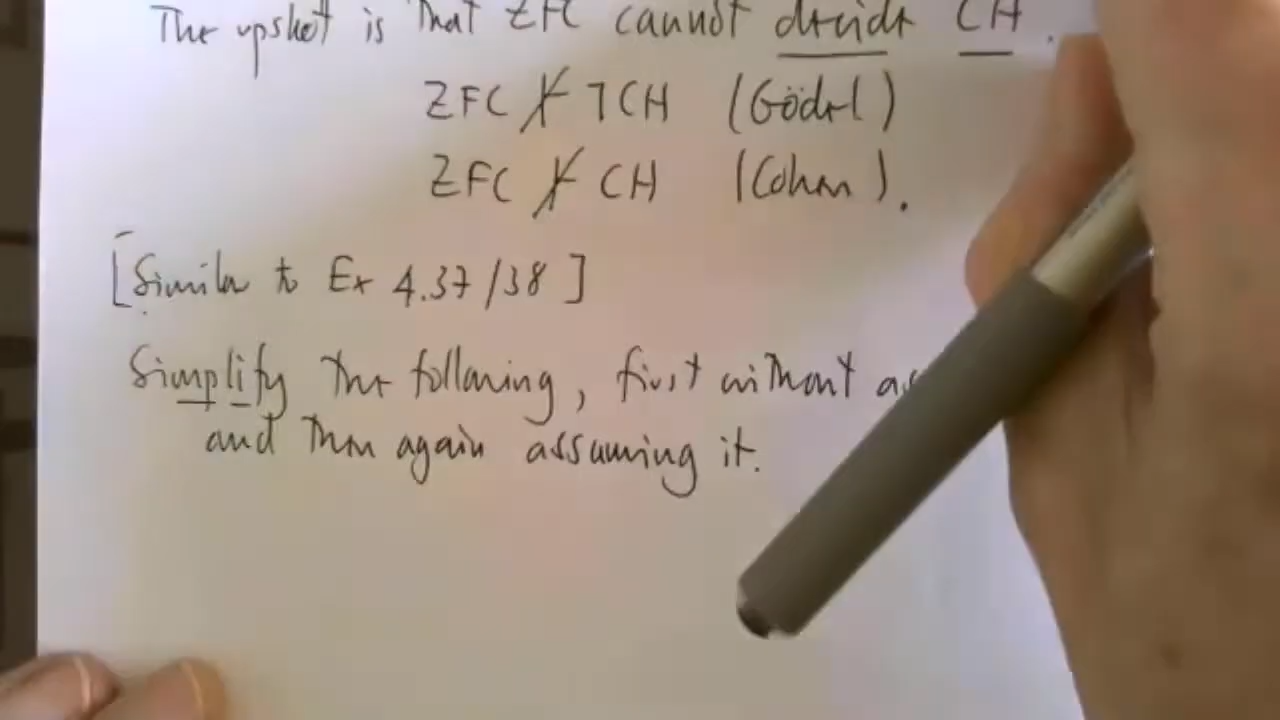 The upshot is that ZFC cannot decide CH.
ZFC ⊬ ¬CH (Gödel)
ZFC ⊬ CH (Cohen).
[Similar to Ex 4.37/38]
Simplify the following, first without
and then again assuming it.